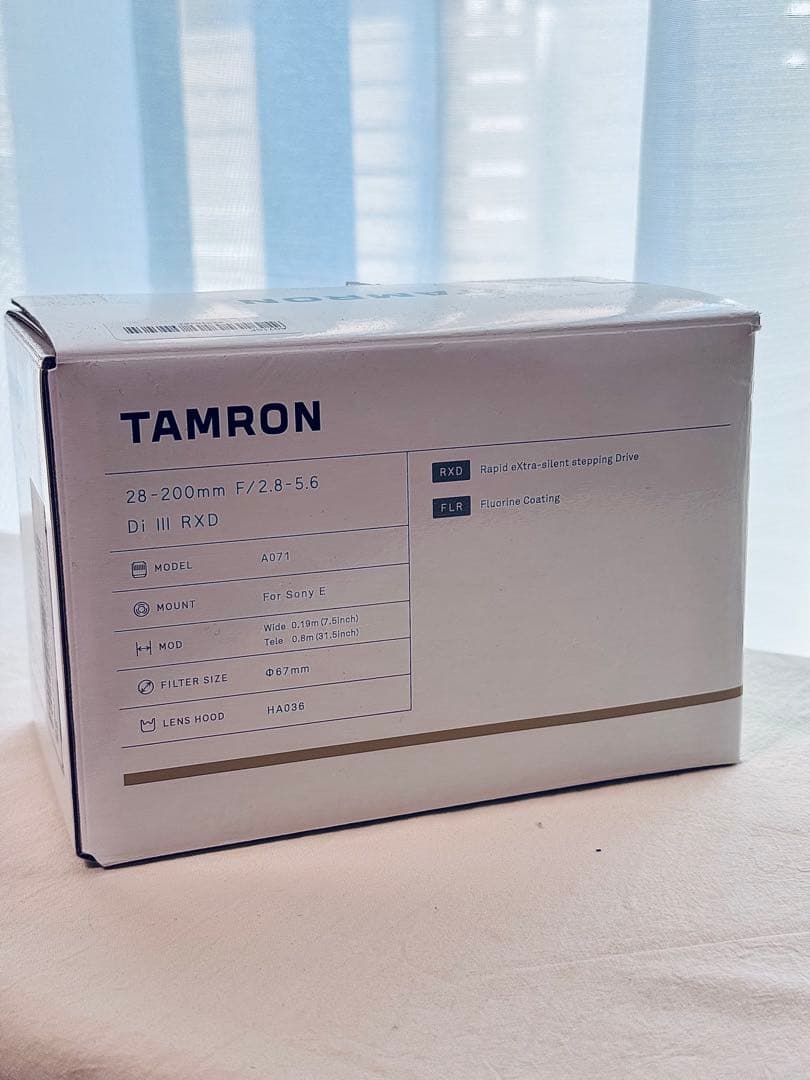 TAMRON
TAMRON
28-200mm F/2.8-5.6
Di III RXD
MODEL A071
MOUNT For Sony E
MOD Wide 0.19m(7.5inch)
Tele 0.8m(31.5inch)
FILTER SIZE Φ67mm
LENS HOOD HA036
RXD Rapid eXtra-silent stepping Drive
FLR Fluorine Coating